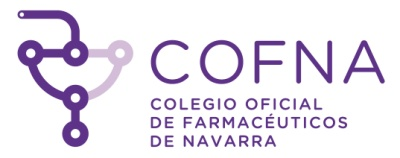 COFNA
COLEGIO OFICIAL
DE FARMACÉUTICOS
DE NAVARRA